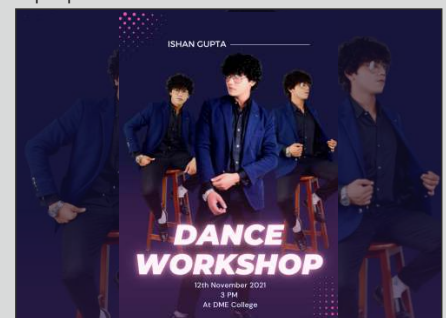 ISHAN GUPTA
DANCE
WORKSHOP
12th November 2021
3 PM
At DME College